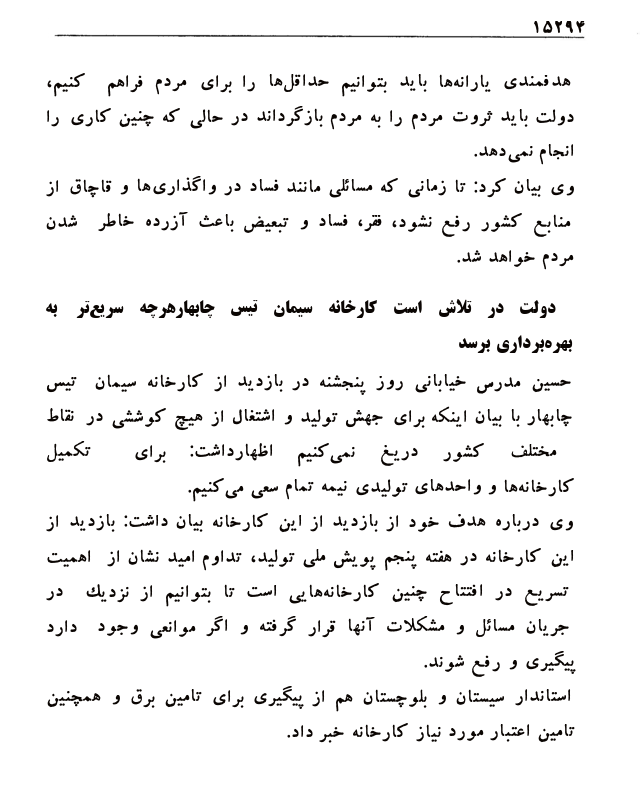 ۱۵۲۹۴
هدفمندی یارانه‌ها باید بتوانیم حداقل‌ها را برای مردم فراهم کنیم،
دولت باید ثروت مردم را به مردم بازگرداند در حالی که چنین کاری را
انجام نمی‌دهد.
وی بیان کرد: تا زمانی که مسائلی مانند فساد در واگذاری‌ها و قاچاق از
منابع کشور رفع نشود، فقر، فساد و تبعیض باعث آزرده خاطر شدن
مردم خواهد شد.
دولت در تلاش است کارخانه سیمان تیس چابهارهرچه سریع‌تر به
بهره‌برداری برسد
حسین مدرس خیابانی روز پنجشنه در بازدید از کارخانه سیمان تیس
چابهار با بیان اینکه برای جهش تولید و اشتغال از هیچ کوششی در نقاط
مختلف کشور دریغ نمی‌کنیم اظهارداشت: برای تکمیل
کارخانه‌ها و واحدهای تولیدی نیمه تمام سعی می‌کنیم.
وی درباره هدف خود از بازدید از این کارخانه بیان داشت: بازدید از
این کارخانه در هفته پنجم پویش ملی تولید، تداوم امید نشان از اهمیت
تسریع در افتتاح چنین کارخانه‌هایی است تا بتوانیم از نزدیك در
جریان مسائل و مشکلات آنها قرار گرفته و اگر موانعی وجود دارد
پیگیری و رفع شوند.
استاندار سیستان و بلوچستان هم از پیگیری برای تامین برق و همچنین
تامین اعتبار مورد نیاز کارخانه خبر داد.